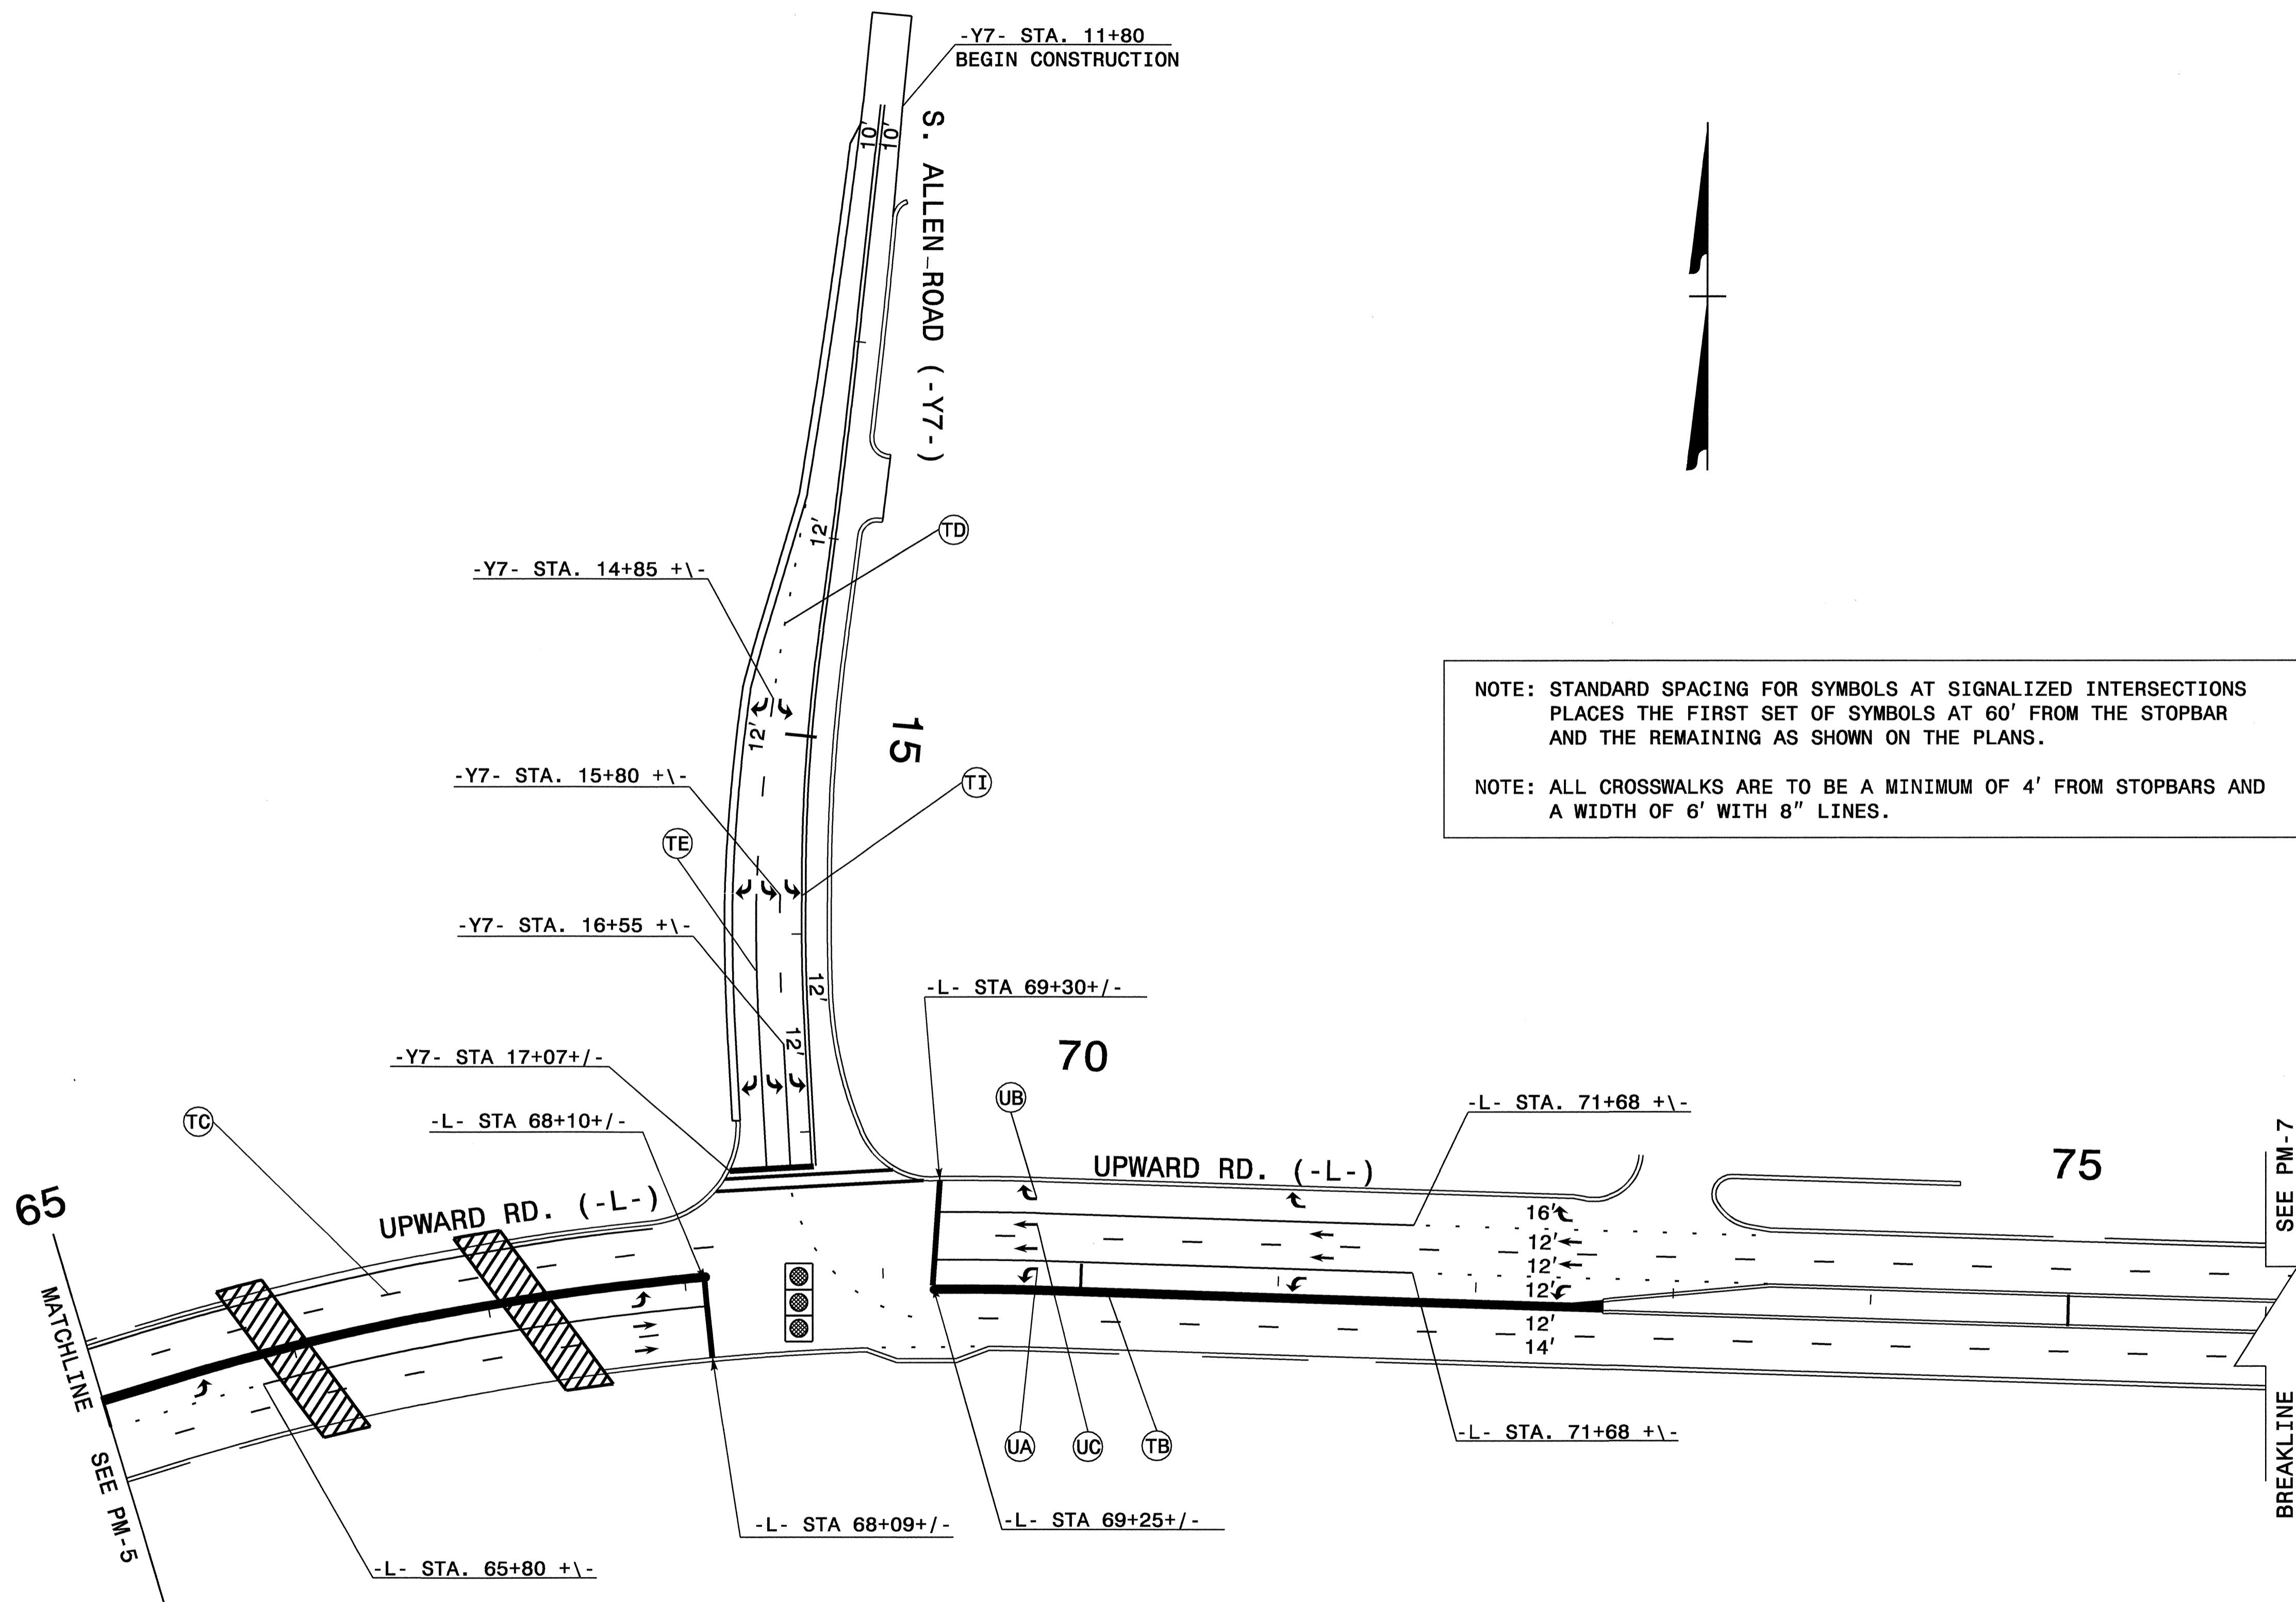 -Y7- STA. 11+80
BEGIN CONSTRUCTION
10'
10'
S. ALLEN ROAD (-Y7-)
12'
TD
-Y7- STA. 14+85 +\-
12'
15
NOTE: STANDARD SPACING FOR SYMBOLS AT SIGNALIZED INTERSECTIONS
PLACES THE FIRST SET OF SYMBOLS AT 60' FROM THE STOPBAR
AND THE REMAINING AS SHOWN ON THE PLANS.
NOTE: ALL CROSSWALKS ARE TO BE A MINIMUM OF 4' FROM STOPBARS AND
A WIDTH OF 6' WITH 8" LINES.
-Y7- STA. 15+80 +\-
TI
TE
-Y7- STA. 16+55 +\-
12'
12'
-L- STA 69+30+/-
70
-Y7- STA 17+07+/-
UB
-L- STA. 71+68 +\-
TC
-L- STA 68+10+/-
UPWARD RD. (-L-)
75
SEE PM-7
65
UPWARD RD. (-L-)
16'
12'
12'
12'
12'
14'
MATCHLINE SEE PM-5
UA
UC
TB
-L- STA. 71+68 +\-
BREAKLINE
-L- STA 68+09+/-
-L- STA 69+25+/-
-L- STA. 65+80 +\-